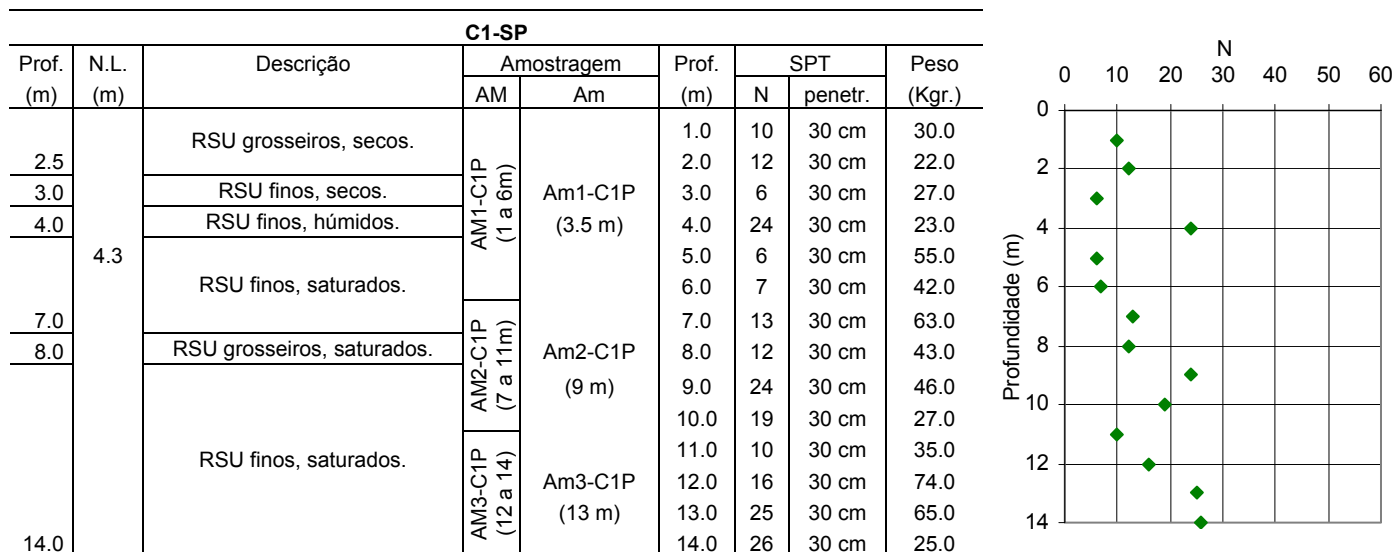 C1-SP
Prof. N.L. Descrição Amostragem Prof. SPT Peso
(m) (m) AM Am (m) N penetr. (Kgr.)
RSU grosseiros, secos. 1.0 10 30 cm 30.0
2.5 2.0 12 30 cm 22.0
3.0 RSU finos, secos. AM1-C1P Am1-C1P 3.0 6 30 cm 27.0
4.0 RSU finos, húmidos. (1 a 6m) (3.5 m) 4.0 24 30 cm 23.0
4.3 5.0 6 30 cm 55.0
RSU finos, saturados. 6.0 7 30 cm 42.0
7.0 7.0 13 30 cm 63.0
8.0 RSU grosseiros, saturados. AM2-C1P Am2-C1P 8.0 12 30 cm 43.0
(7 a 11m) (9 m) 9.0 24 30 cm 46.0
10.0 19 30 cm 27.0
RSU finos, saturados. 11.0 10 30 cm 35.0
AM3-C1P Am3-C1P 12.0 16 30 cm 74.0
(12 a 14) (13 m) 13.0 25 30 cm 65.0
14.0 14.0 26 30 cm 25.0
N
0 10 20 30 40 50 60
0
2
4
6
8
10
12
14
Profundidade (m)